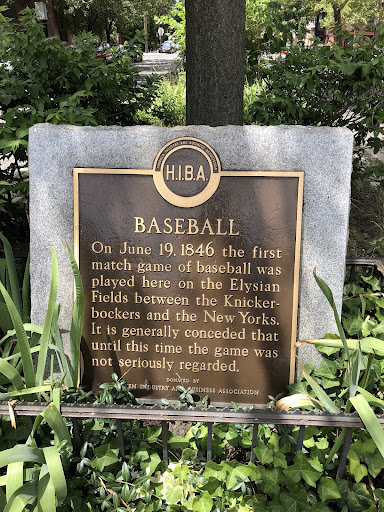 H.I.B.A.
BASEBALL
On June 19, 1846 the first
match game of baseball was
played here on the Elysian
Fields between the Knicker-
bockers and the New Yorks.
It is generally conceded that
until this time the game was
not seriously regarded.
DONATED BY
EN INDUSTRY AND BUSINESS ASSOCIATION